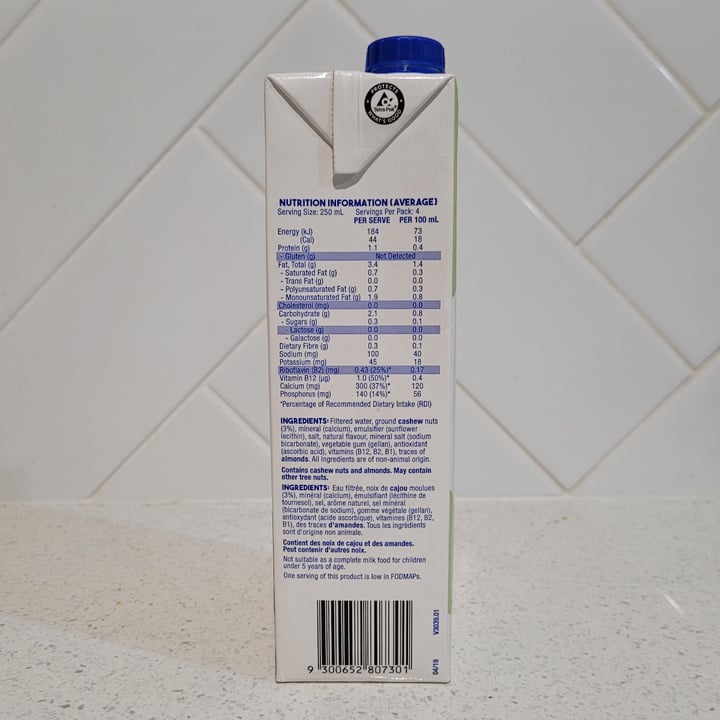 PROTECTS
Tetra Pak
WHAT'S GOOD
NUTRITION INFORMATION (AVERAGE)
Serving Size: 250 mL Servings Per Pack: 4
PER SERVE PER 100 mL
Energy (kJ) 184 73
(Cal) 44 18
Protein (g) 1.1 0.4
- Gluten (g) Not Detected
Fat, Total (g) 3.4 1.4
- Saturated Fat (g) 0.7 0.3
- Trans Fat (g) 0.0 0.0
- Polyunsaturated Fat (g) 0.7 0.3
- Monounsaturated Fat (g) 1.9 0.8
Cholesterol (mg) 0.0 0.0
Carbohydrate (g) 2.1 0.8
- Sugars (g) 0.3 0.1
- Lactose (g) 0.0 0.0
- Galactose (g) 0.0 0.0
Dietary Fibre (g) 0.3 0.1
Sodium (mg) 100 40
Potassium (mg) 45 18
Riboflavin (B2) (mg) 0.43 (25%)* 0.17
Vitamin B12 (µg) 1.0 (50%)* 0.4
Calcium (mg) 300 (37%)* 120
Phosphorus (mg) 140 (14%)* 56
*Percentage of Recommended Dietary Intake (RDI)
INGREDIENTS: Filtered water, ground cashew nuts
(3%), mineral (calcium), emulsifier (sunflower
lecithin), salt, natural flavour, mineral salt (sodium
bicarbonate), vegetable gum (gellan), antioxidant
(ascorbic acid), vitamins (B12, B2, B1), traces of
almonds. All ingredients are of non-animal origin.
Contains cashew nuts and almonds. May contain
other tree nuts.
INGREDIENTS: Eau filtrée, noix de cajou moulues
(3%), minéral (calcium), émulsifiant (lécithine de
tournesol), sel, arôme naturel, sel minéral
(bicarbonate de sodium), gomme végétale (gellan),
antioxydant (acide ascorbique), vitamines (B12, B2,
B1), des traces d'amandes. Tous les ingrédients
sont d'origine non animale.
Contient des noix de cajou et des amandes.
Peut contenir d'autres noix.
Not suitable as a complete milk food for children
under 5 years of age.
One serving of this product is low in FODMAPs.
9 300652 807301
04/19 V3039.01